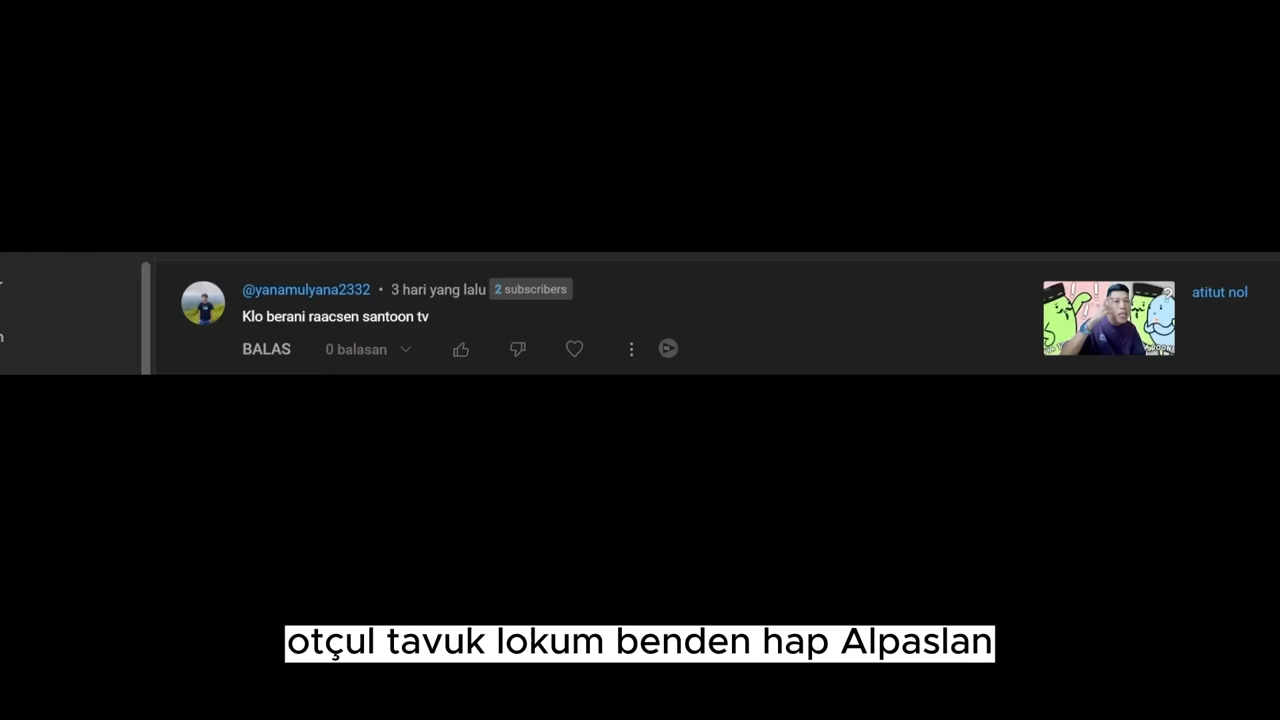 @yanamulyana2332 • 3 hari yang lalu 2 subscribers
Klo berani raacsen santoon tv
BALAS 0 balasan
atitut nol
otçul tavuk lokum benden hap Alpaslan